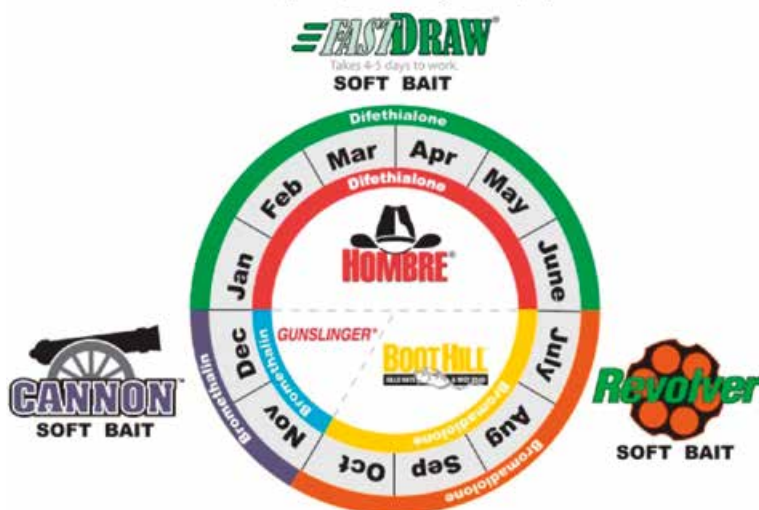 FASTDRAW®
Takes 4-5 days to work.
SOFT BAIT
Difethialone
Jan
Feb
Mar
Apr
May
June
July
Aug
Sep
Oct
Nov
Dec
Difethialone
HOMBRE®
GUNSLINGER®
BOOT HILL
Bromethalin
Bromadiolone
Bromethalin
Bromadiolone
CANNON™
SOFT BAIT
Revolver
SOFT BAIT